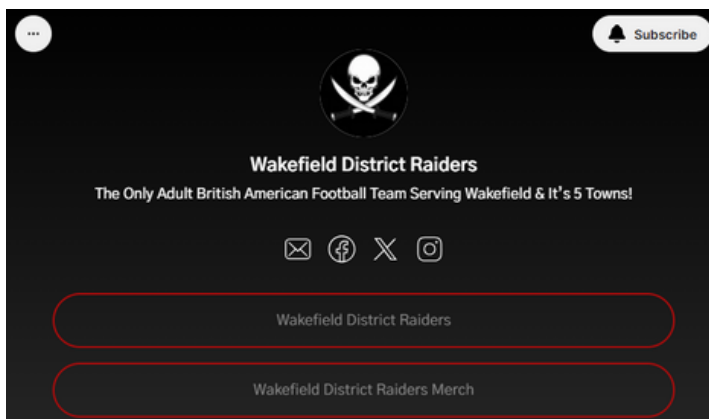 Subscribe
Wakefield District Raiders
The Only Adult British American Football Team Serving Wakefield & It's 5 Towns!
Wakefield District Raiders
Wakefield District Raiders Merch